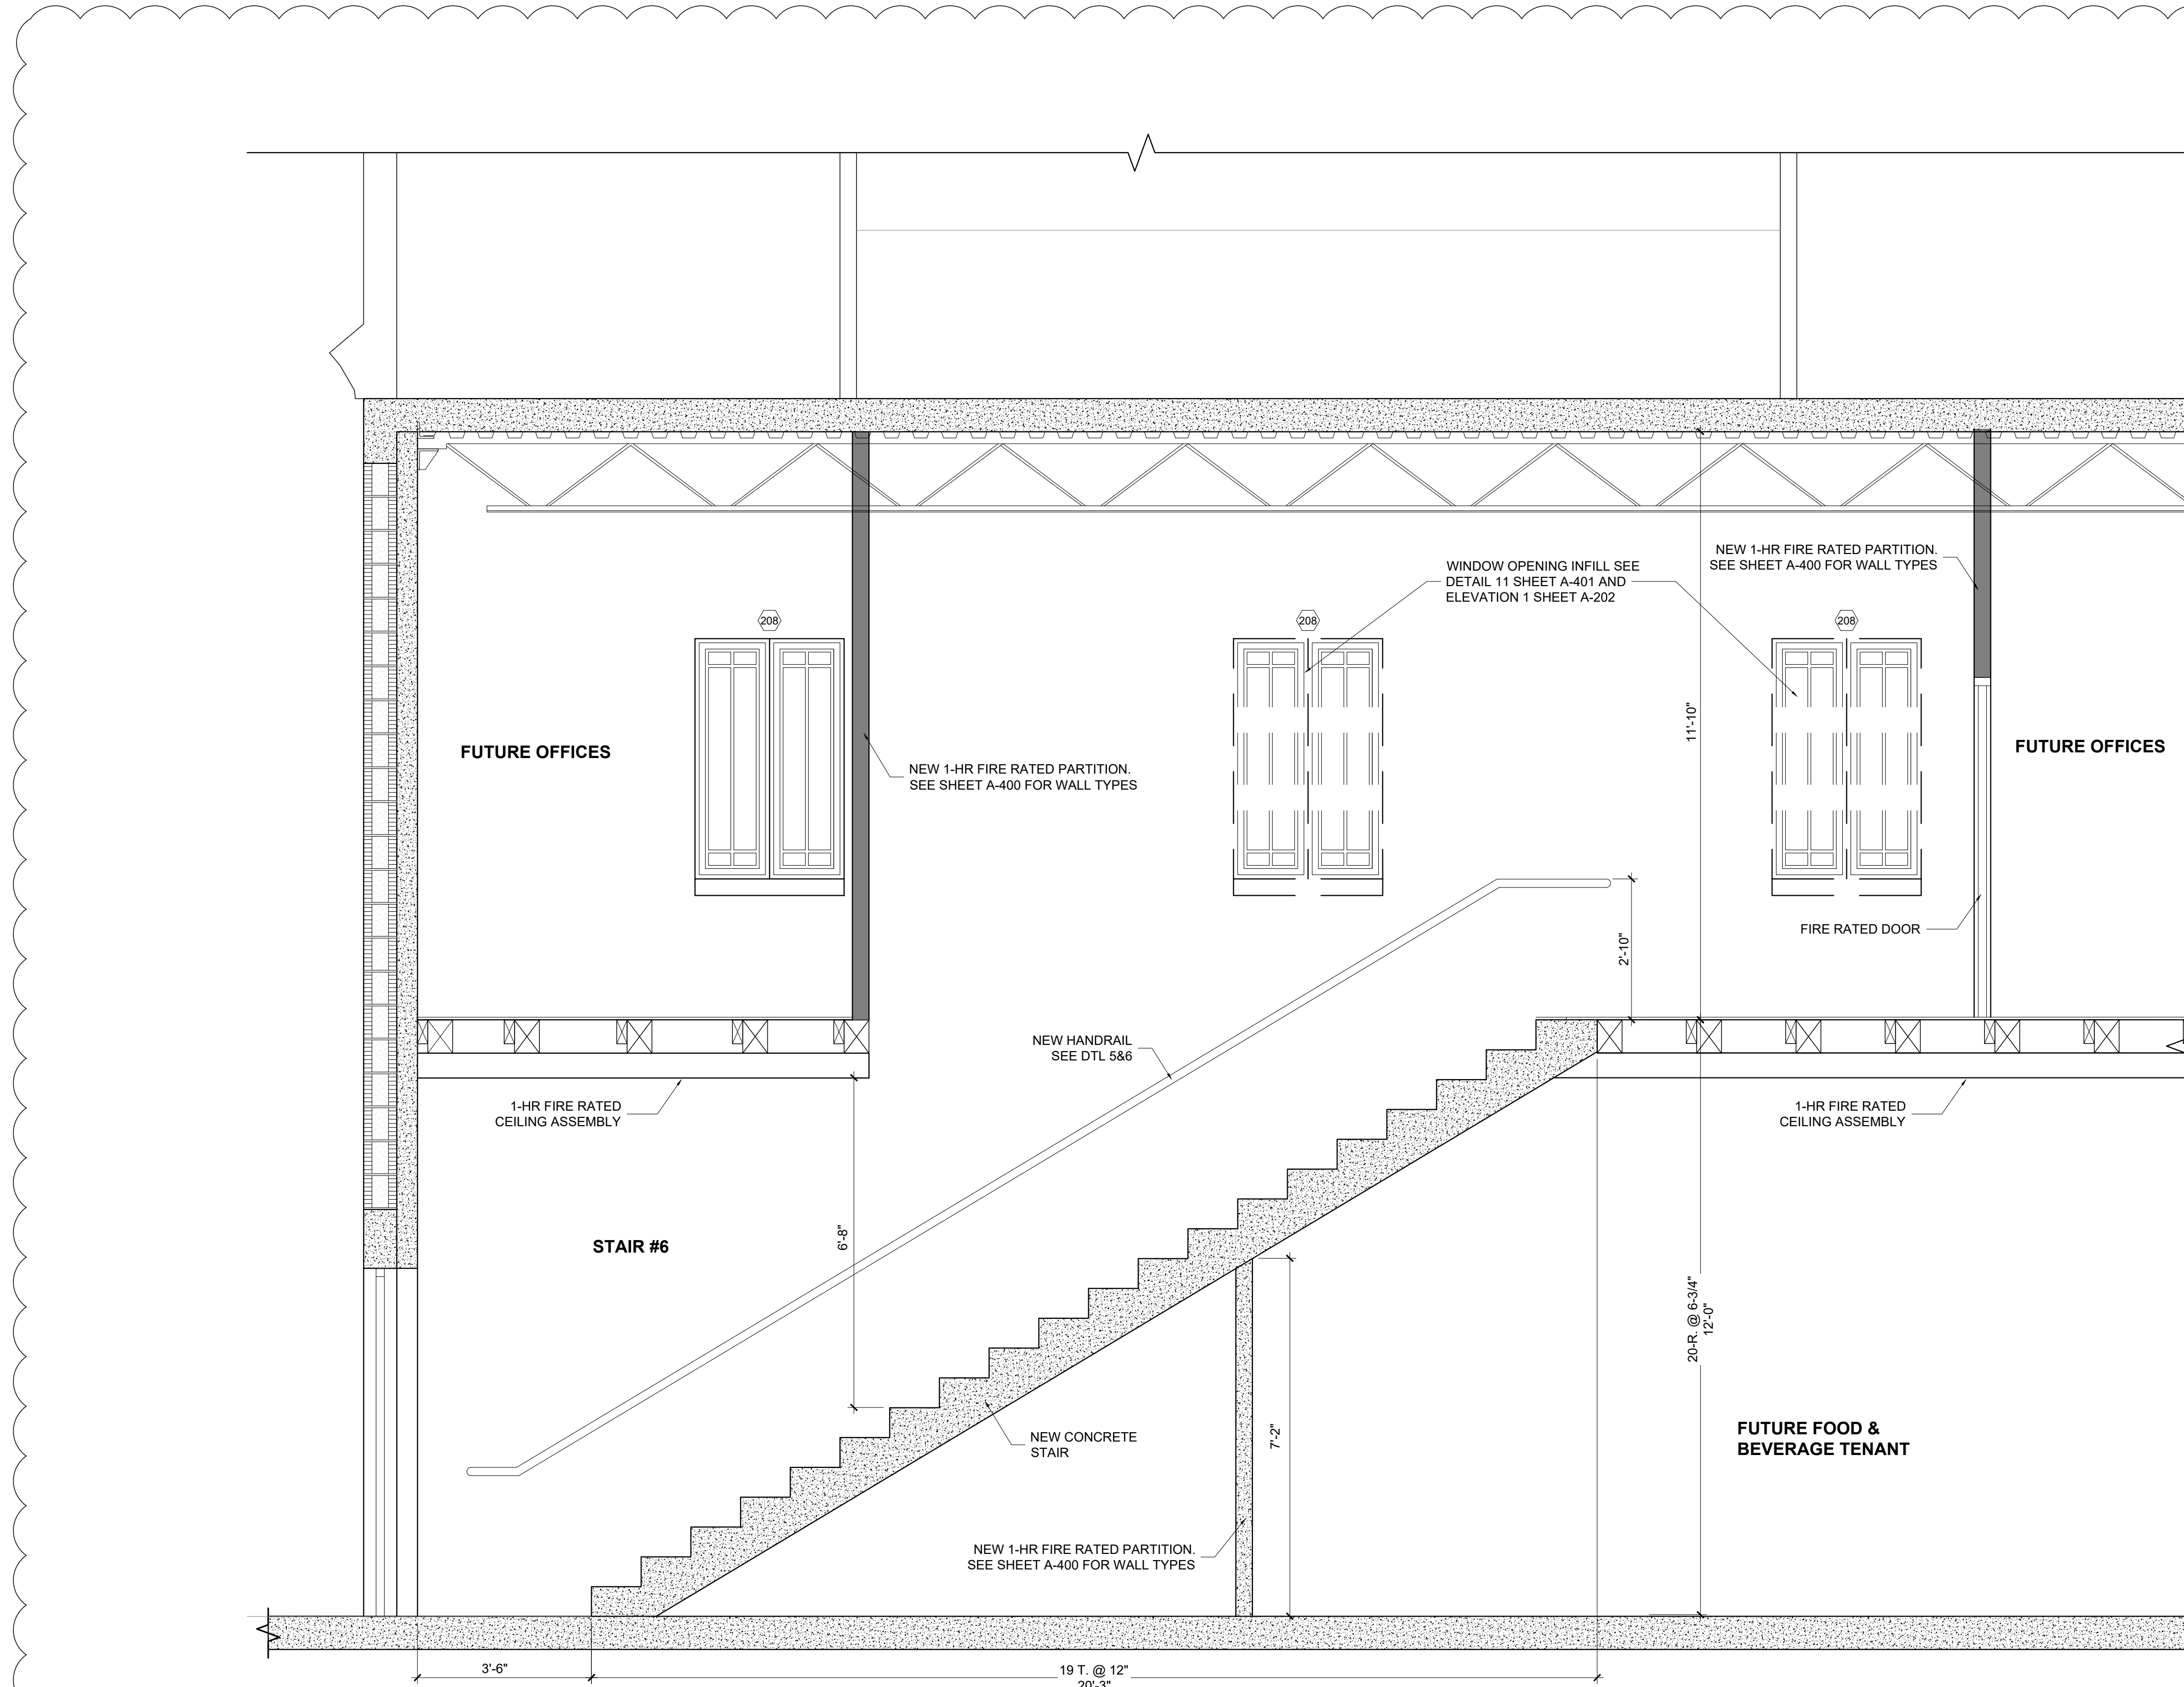 NEW 1-HR FIRE RATED PARTITION.
SEE SHEET A-400 FOR WALL TYPES
WINDOW OPENING INFILL SEE
DETAIL 11 SHEET A-401 AND
ELEVATION 1 SHEET A-202
208
208
208
11'-10"
FUTURE OFFICES
FUTURE OFFICES
NEW 1-HR FIRE RATED PARTITION.
SEE SHEET A-400 FOR WALL TYPES
FIRE RATED DOOR
2'-10"
NEW HANDRAIL
SEE DTL 5&6
1-HR FIRE RATED
CEILING ASSEMBLY
1-HR FIRE RATED
CEILING ASSEMBLY
6'-8"
STAIR #6
20-R. @ 6-3/4"
12'-0"
7'-2"
NEW CONCRETE
STAIR
FUTURE FOOD &
BEVERAGE TENANT
NEW 1-HR FIRE RATED PARTITION.
SEE SHEET A-400 FOR WALL TYPES
3'-6"
19 T. @ 12"
20'-3"